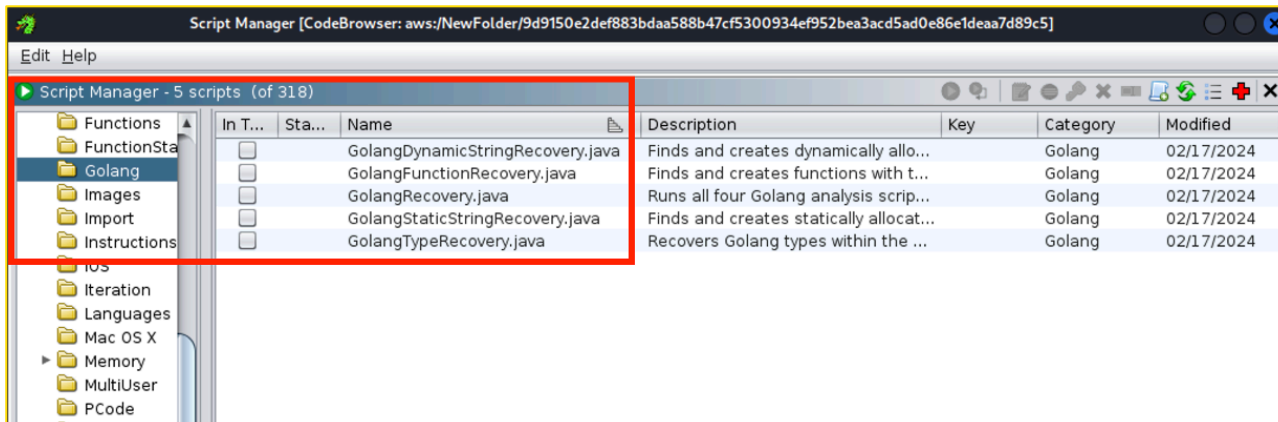 Script Manager [CodeBrowser: aws:/NewFolder/9d9150e2def883bdaa588b47cf5300934ef952bea3acd5ad0e86e1deaa7d89c5]
Edit Help
Script Manager - 5 scripts (of 318)
Functions
FunctionSta
Golang
Images
Import
Instructions
iOS
Iteration
Languages
Mac OS X
Memory
MultiUser
PCode
In T... Sta... Name Description Key Category Modified
GolangDynamicStringRecovery.java Finds and creates dynamically allo... Golang 02/17/2024
GolangFunctionRecovery.java Finds and creates functions with t... Golang 02/17/2024
GolangRecovery.java Runs all four Golang analysis scrip... Golang 02/17/2024
GolangStaticStringRecovery.java Finds and creates statically allocat... Golang 02/17/2024
GolangTypeRecovery.java Recovers Golang types within the ... Golang 02/17/2024